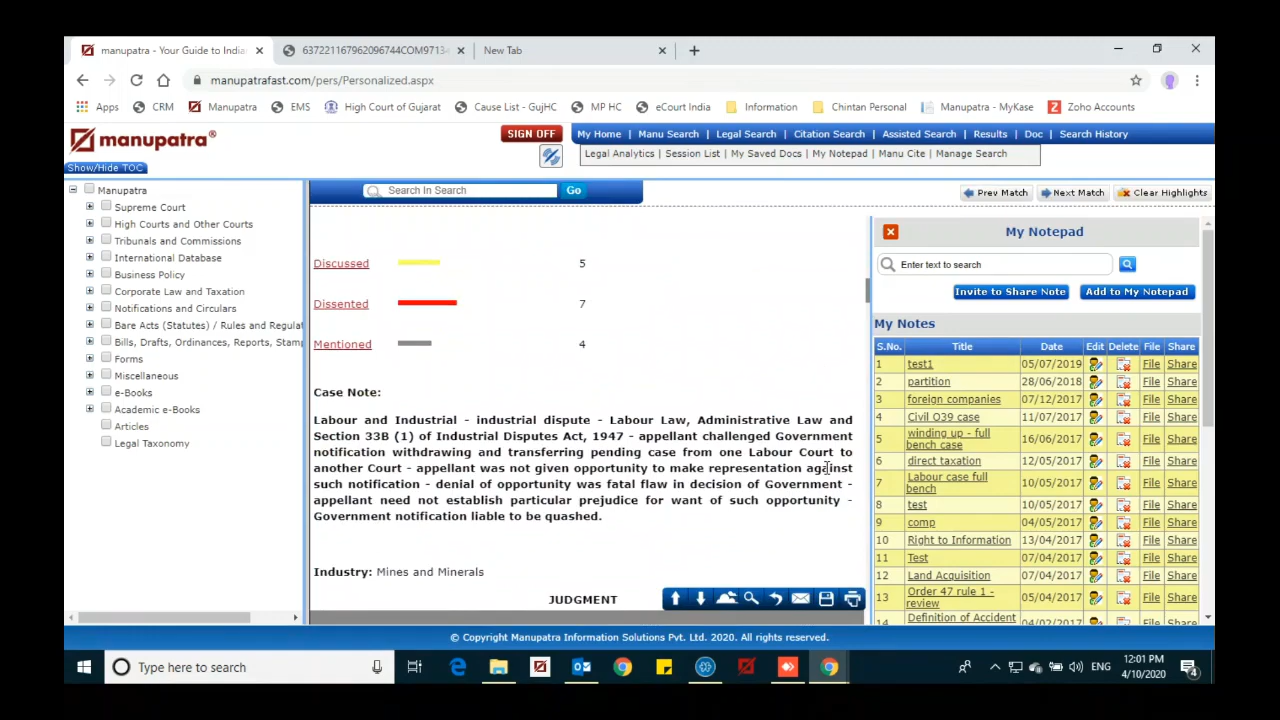 manupatra - Your Guide to India
637221167962096744COM9713
New Tab
manupatrafast.com/pers/Personalized.aspx
Apps CRM Manupatra EMS High Court of Gujarat Cause List - GujHC MP HC eCourt India Information Chintan Personal Manupatra - MyKase Zoho Accounts
manupatra®
SIGN OFF
My Home | Manu Search | Legal Search | Citation Search | Assisted Search | Results | Doc | Search History
Legal Analytics | Session List | My Saved Docs | My Notepad | Manu Cite | Manage Search
Show/Hide TOC
Manupatra
Supreme Court
High Courts and Other Courts
Tribunals and Commissions
International Database
Business Policy
Corporate Law and Taxation
Notifications and Circulars
Bare Acts (Statutes) / Rules and Regulat
Bills, Drafts, Ordinances, Reports, Stam
Forms
Miscellaneous
e-Books
Academic e-Books
Articles
Legal Taxonomy
Search In Search Go
Prev Match Next Match Clear Highlights
Discussed 5
Dissented 7
Mentioned 4
Case Note:
Labour and Industrial - industrial dispute - Labour Law, Administrative Law and
Section 33B (1) of Industrial Disputes Act, 1947 - appellant challenged Government
notification withdrawing and transferring pending case from one Labour Court to
another Court - appellant was not given opportunity to make representation against
such notification - denial of opportunity was fatal flaw in decision of Government -
appellant need not establish particular prejudice for want of such opportunity -
Government notification liable to be quashed.
Industry: Mines and Minerals
JUDGMENT
My Notepad
Enter text to search
Invite to Share Note Add to My Notepad
My Notes
S.No. Title Date Edit Delete File Share
1 test1 05/07/2019 File Share
2 partition 28/06/2018 File Share
3 foreign companies 07/12/2017 File Share
4 Civil O39 case 11/07/2017 File Share
5 winding up - full bench case 16/06/2017 File Share
6 direct taxation 12/05/2017 File Share
7 Labour case full bench 10/05/2017 File Share
8 test 10/05/2017 File Share
9 comp 04/05/2017 File Share
10 Right to Information 13/04/2017 File Share
11 Test 07/04/2017 File Share
12 Land Acquisition 07/04/2017 File Share
13 Order 47 rule 1 - review 05/04/2017 File Share
14 Definition of Accident 04/02/2017 File Share
© Copyright Manupatra Information Solutions Pvt. Ltd. 2020. All rights reserved.
Type here to search
ENG
12:01 PM
4/10/2020
4